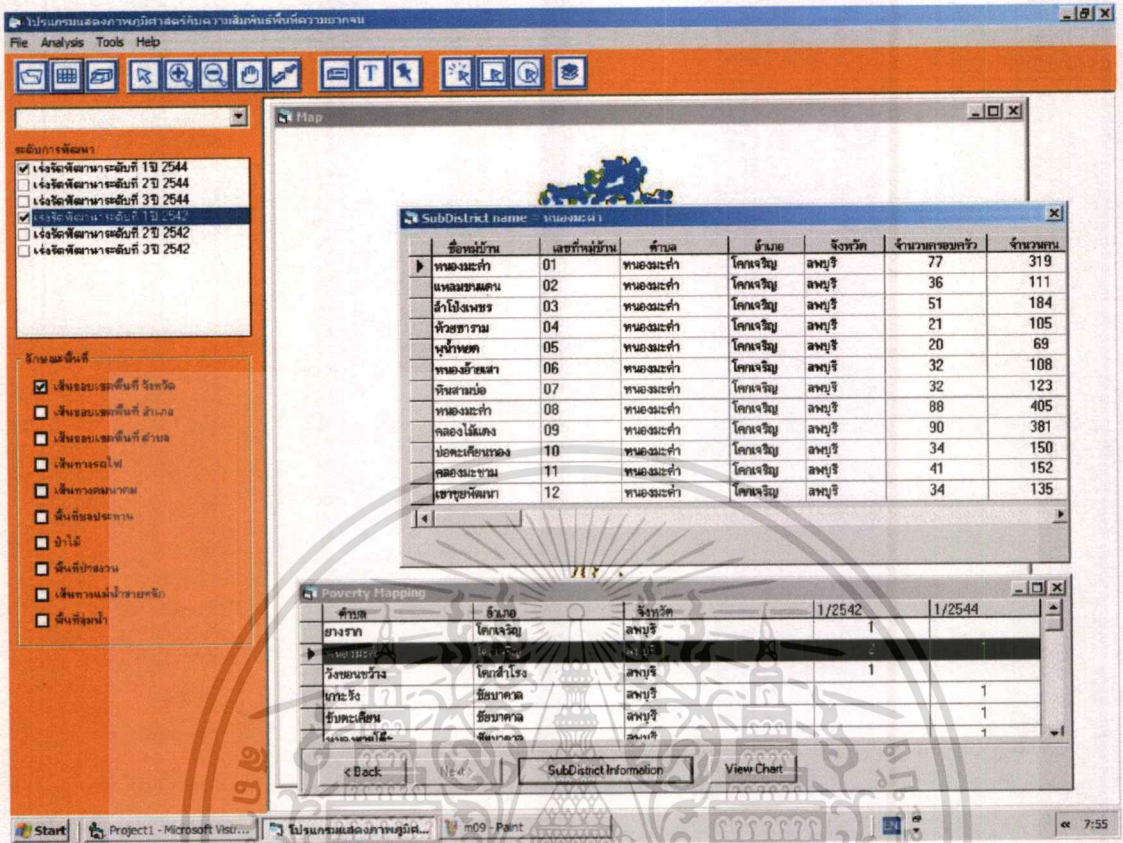 โปรแกรมแสดงภาพภูมิศาสตร์กับความสัมพันธ์พื้นที่ความยากจน
File Analysis Tools Help
T
Map
ระดับการพัฒนา
เร่งรัดพัฒนาระดับที่ 1 ปี 2544
เร่งรัดพัฒนาระดับที่ 2 ปี 2544
เร่งรัดพัฒนาระดับที่ 3 ปี 2544
เร่งรัดพัฒนาระดับที่ 1 ปี 2542
เร่งรัดพัฒนาระดับที่ 2 ปี 2542
เร่งรัดพัฒนาระดับที่ 3 ปี 2542
ลักษณะพื้นที่
เส้นขอบเขตพื้นที่ จังหวัด
เส้นขอบเขตพื้นที่ อำเภอ
เส้นขอบเขตพื้นที่ ตำบล
เส้นทางรถไฟ
เส้นทางคมนาคม
พื้นที่ชลประทาน
ป่าไม้
พื้นที่ป่าสงวน
เส้นทางแม่น้ำสายหลัก
พื้นที่ลุ่มน้ำ
SubDistrict name = หนองมะค่า
ชื่อหมู่บ้าน เลขที่หมู่บ้าน ตำบล อำเภอ จังหวัด จำนวนครอบครัว จำนวนคน
หนองมะค่า 01 หนองมะค่า โคกเจริญ ลพบุรี 77 319
แหลมชนแดน 02 หนองมะค่า โคกเจริญ ลพบุรี 36 111
ลำโป่งเพชร 03 หนองมะค่า โคกเจริญ ลพบุรี 51 184
ห้วยซาราม 04 หนองมะค่า โคกเจริญ ลพบุรี 21 105
พุน้ำหยด 05 หนองมะค่า โคกเจริญ ลพบุรี 20 69
หนองอ้ายเสา 06 หนองมะค่า โคกเจริญ ลพบุรี 32 108
หินสามบ่อ 07 หนองมะค่า โคกเจริญ ลพบุรี 32 123
หนองมะค่า 08 หนองมะค่า โคกเจริญ ลพบุรี 88 405
คลองไม้แดง 09 หนองมะค่า โคกเจริญ ลพบุรี 90 381
บ่อตะเคียนทอง 10 หนองมะค่า โคกเจริญ ลพบุรี 34 150
คลองมะขาม 11 หนองมะค่า โคกเจริญ ลพบุรี 41 152
เขาขุยพัฒนา 12 หนองมะค่า โคกเจริญ ลพบุรี 34 135
Poverty Mapping
ตำบล อำเภอ จังหวัด 1/2542 1/2544
ยางราก โคกเจริญ ลพบุรี 1
หนองมะค่า โคกเจริญ ลพบุรี 2 1
วังขอนขว้าง โคกสำโรง ลพบุรี 1
เกาะรัง ชัยบาดาล ลพบุรี 1
ซับตะเคียน ชัยบาดาล ลพบุรี 1
ชัยบาดาล ลพบุรี 1
< Back Next > SubDistrict Information View Chart
Start Project1 - Microsoft Visu... โปรแกรมแสดงภาพภูมิศ... m09 - Paint EN 7:55